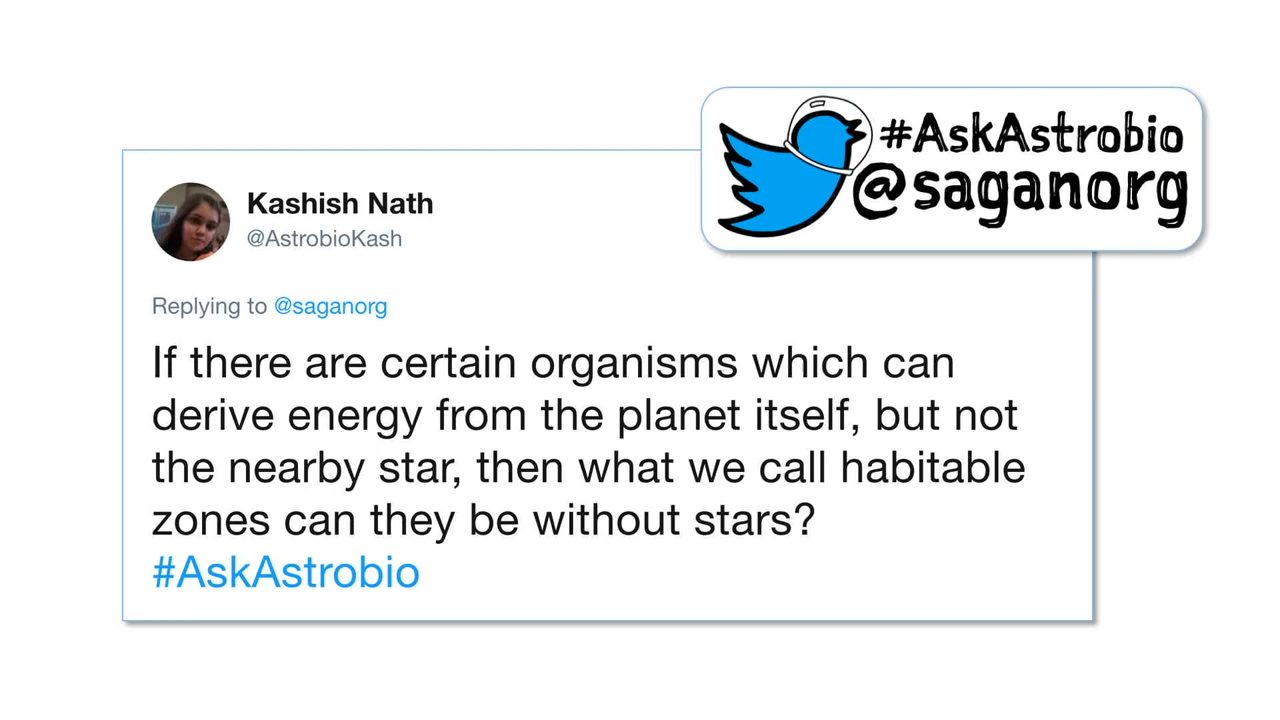 #AskAstrobio
@saganorg
Kashish Nath
@AstrobioKash
Replying to @saganorg
If there are certain organisms which can
derive energy from the planet itself, but not
the nearby star, then what we call habitable
zones can they be without stars?
#AskAstrobio